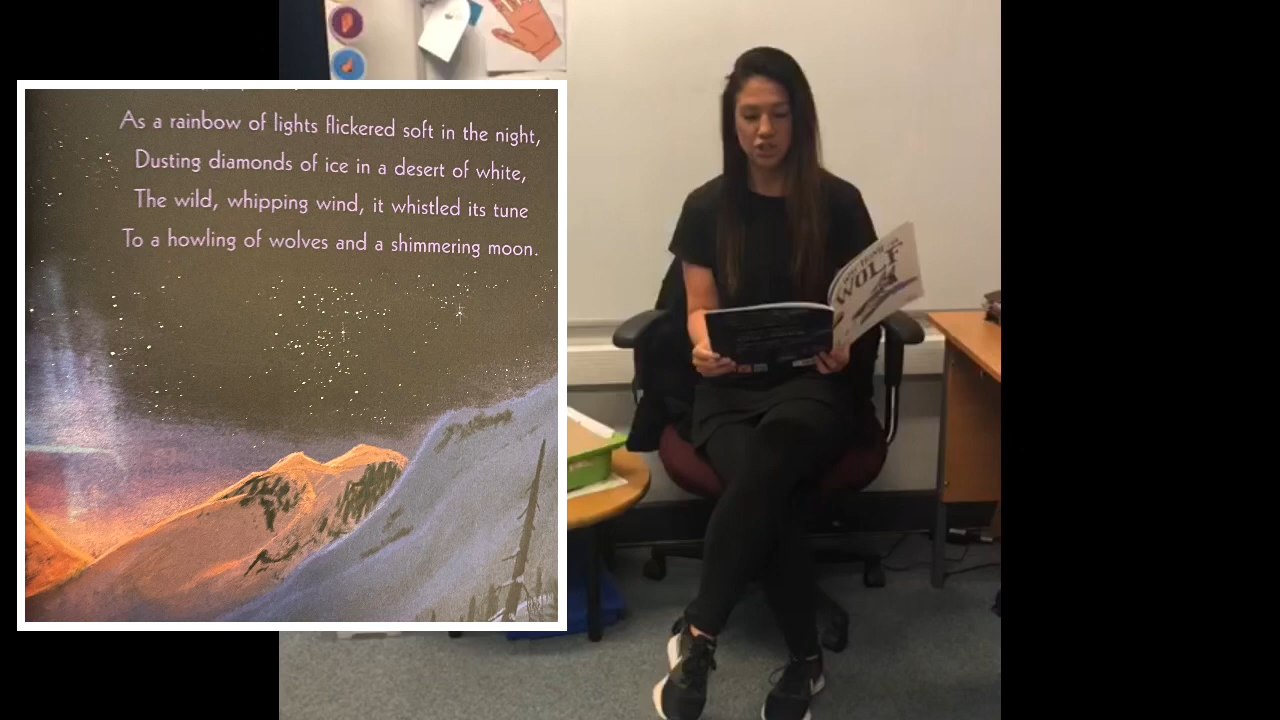 As a rainbow of lights flickered soft in the night,
Dusting diamonds of ice in a desert of white,
The wild, whipping wind, it whistled its tune
To a howling of wolves and a shimmering moon.
WOLF